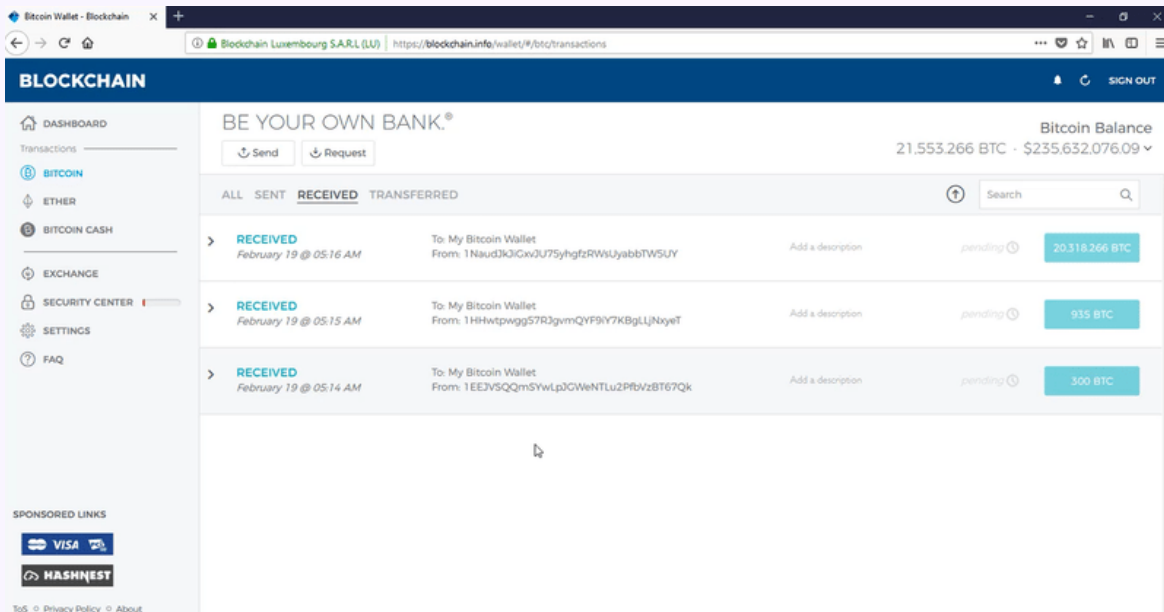 Bitcoin Wallet - Blockchain
Blockchain Luxembourg S.A.R.L (LU) https://blockchain.info/wallet/#/btc/transactions
BLOCKCHAIN
SIGN OUT
DASHBOARD
Transactions
BITCOIN
ETHER
BITCOIN CASH
EXCHANGE
SECURITY CENTER
SETTINGS
FAQ
BE YOUR OWN BANK.®
Send Request
Bitcoin Balance
21,553.266 BTC · $235,632,076.09
ALL SENT RECEIVED TRANSFERRED
Search
RECEIVED To: My Bitcoin Wallet
February 19 @ 05:16 AM From: 1NaudJkJiGxvJU75yhgfzRWsUyabbTW5UY Add a description pending 20,318.266 BTC
RECEIVED To: My Bitcoin Wallet
February 19 @ 05:15 AM From: 1HHwtpwggS7RJgvmQYF9iY7KBgLLjNxyeT Add a description pending 935 BTC
RECEIVED To: My Bitcoin Wallet
February 19 @ 05:14 AM From: 1EEJVSQQmSYwLpJGWeNTLu2PfbVzBT67Qk Add a description pending 300 BTC
SPONSORED LINKS
VISA
HASHNEST
ToS Privacy Policy About